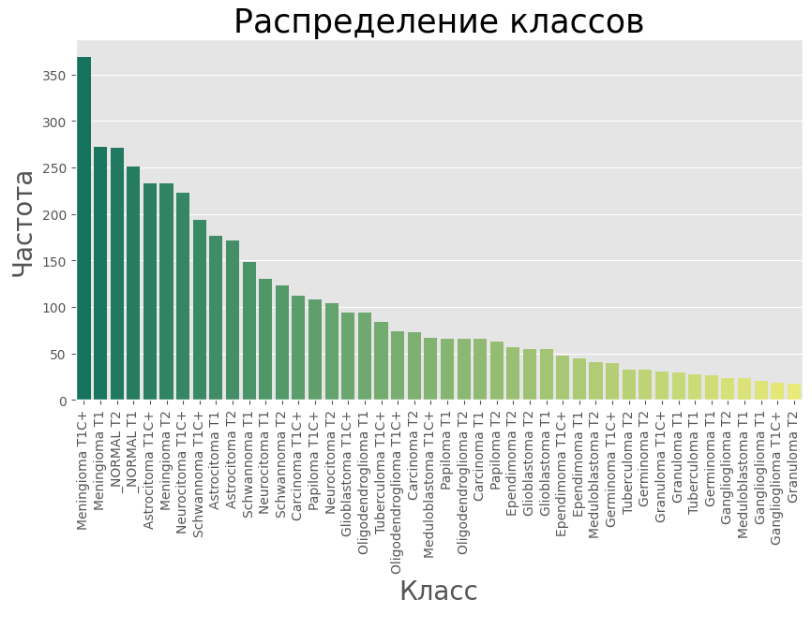 Распределение классов
Частота
350
300
250
200
150
100
50
0
Meningioma T1C+
Meningioma T1
_NORMAL T2
_NORMAL T1
Astrocitoma T1C+
Meningioma T2
Neurocitoma T1C+
Schwannoma T1C+
Astrocitoma T1
Astrocitoma T2
Schwannoma T1
Neurocitoma T1
Schwannoma T2
Carcinoma T1C+
Papiloma T1C+
Neurocitoma T2
Glioblastoma T1C+
Oligodendroglioma T1
Tuberculoma T1C+
Oligodendroglioma T1C+
Carcinoma T2
Meduloblastoma T1C+
Papiloma T1
Oligodendroglioma T2
Carcinoma T1
Papiloma T2
Ependimoma T2
Glioblastoma T2
Glioblastoma T1
Ependimoma T1C+
Ependimoma T1
Meduloblastoma T2
Germinoma T1C+
Tuberculoma T2
Germinoma T2
Granuloma T1C+
Granuloma T1
Tuberculoma T1
Germinoma T1
Ganglioglioma T2
Meduloblastoma T1
Ganglioglioma T1
Ganglioglioma T1C+
Granuloma T2
Класс